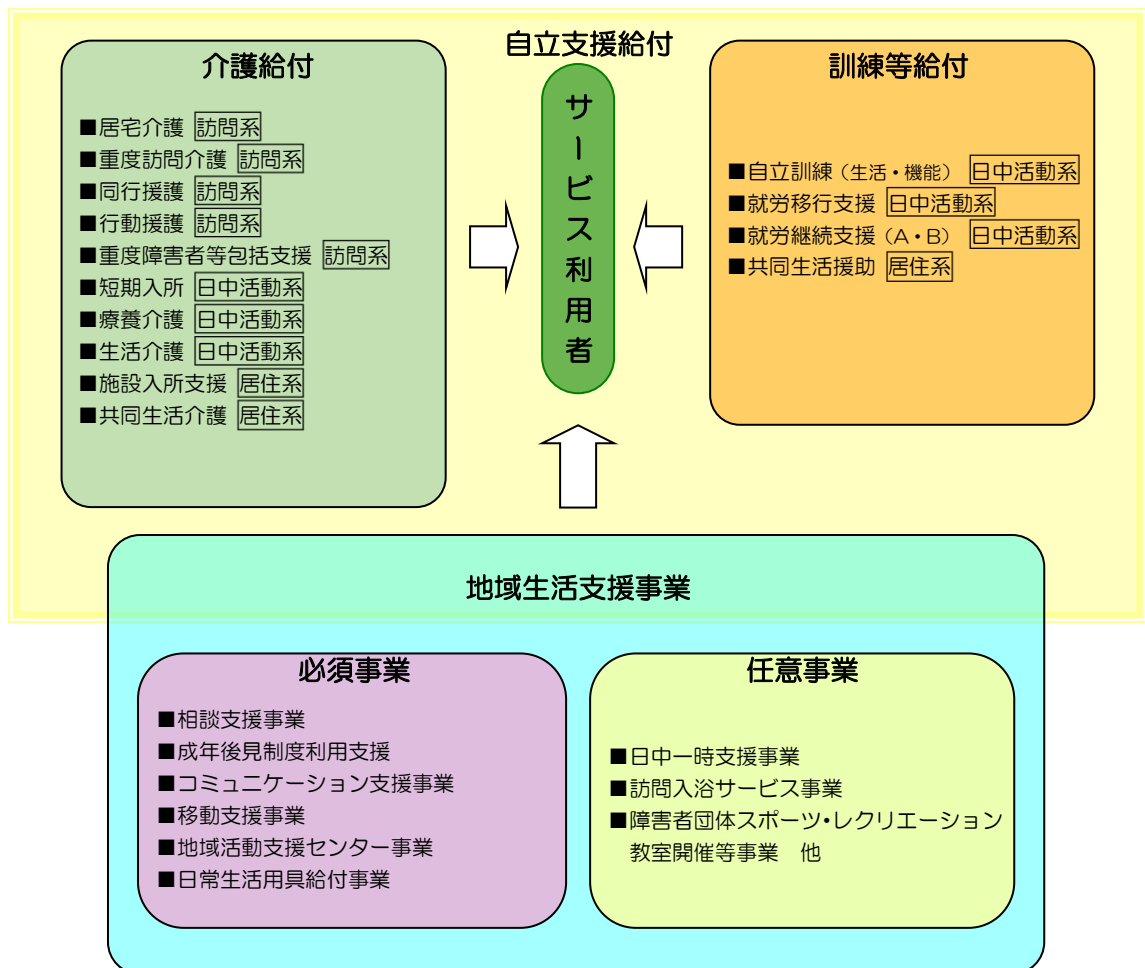 自立支援給付
介護給付
■居宅介護 訪問系
■重度訪問介護 訪問系
■同行援護 訪問系
■行動援護 訪問系
■重度障害者等包括支援 訪問系
■短期入所 日中活動系
■療養介護 日中活動系
■生活介護 日中活動系
■施設入所支援 居住系
■共同生活介護 居住系
サービス利用者
訓練等給付
■自立訓練（生活・機能） 日中活動系
■就労移行支援 日中活動系
■就労継続支援（A・B） 日中活動系
■共同生活援助 居住系
地域生活支援事業
必須事業
■相談支援事業
■成年後見制度利用支援
■コミュニケーション支援事業
■移動支援事業
■地域活動支援センター事業
■日常生活用具給付事業
任意事業
■日中一時支援事業
■訪問入浴サービス事業
■障害者団体スポーツ・レクリエーション
教室開催等事業　他